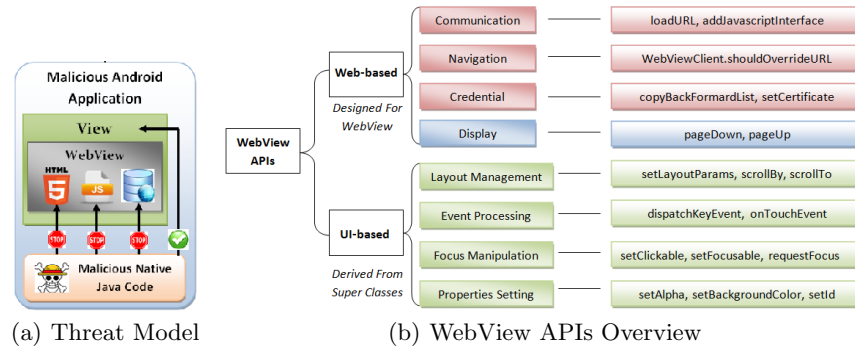 Malicious Android
Application
View
WebView
HTML
5
JS
STOP
STOP
STOP
Malicious Native
Java Code
(a) Threat Model
WebView
APIs
Web-based
Designed For
WebView
Communication
loadURL, addJavascriptInterface
Navigation
WebViewClient.shouldOverrideURL
Credential
copyBackFormardList, setCertificate
Display
pageDown, pageUp
UI-based
Derived From
Super Classes
Layout Management
setLayoutParams, scrollBy, scrollTo
Event Processing
dispatchKeyEvent, onTouchEvent
Focus Manipulation
setClickable, setFocusable, requestFocus
Properties Setting
setAlpha, setBackgroundColor, setId
(b) WebView APIs Overview